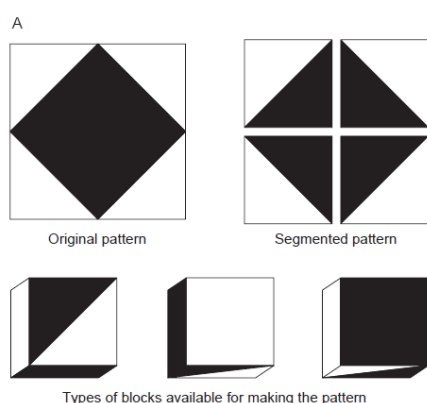 A
Original pattern
Segmented pattern
Types of blocks available for making the pattern